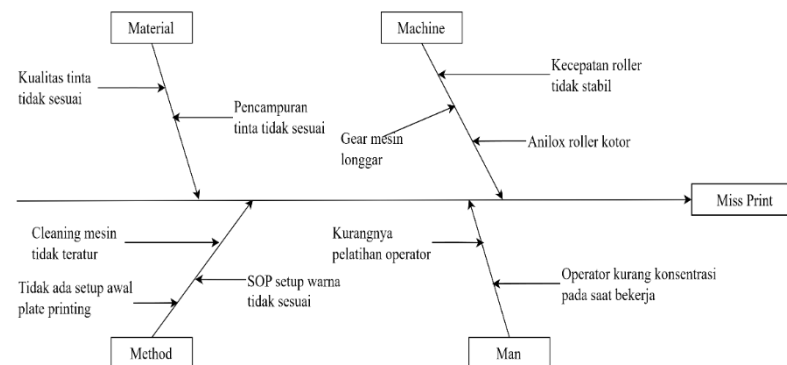 Material
Machine
Kualitas tinta
tidak sesuai
Pencampuran
tinta tidak sesuai
Kecepatan roller
tidak stabil
Gear mesin
longgar
Anilox roller kotor
Miss Print
Cleaning mesin
tidak teratur
Tidak ada setup awal
plate printing
SOP setup warna
tidak sesuai
Kurangnya
pelatihan operator
Operator kurang konsentrasi
pada saat bekerja
Method
Man